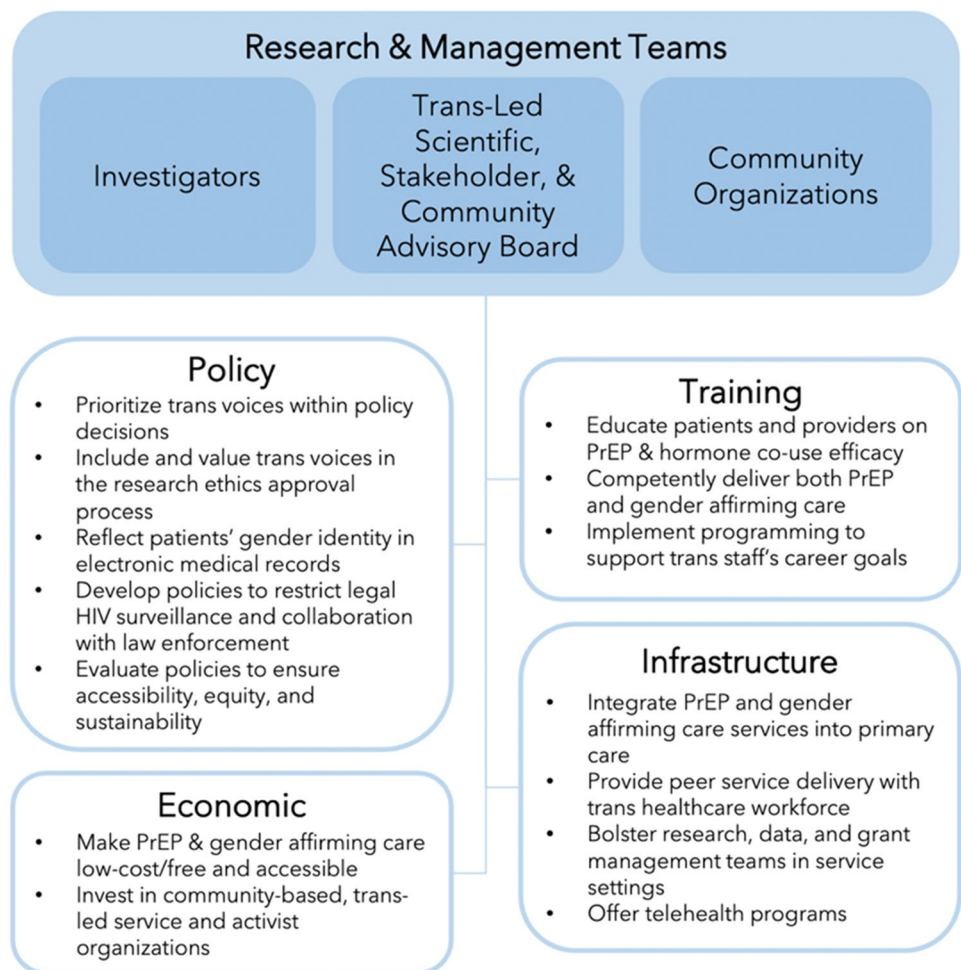 Research & Management Teams
Investigators
Trans-Led
Scientific,
Stakeholder, &
Community
Advisory Board
Community
Organizations
Policy
• Prioritize trans voices within policy
decisions
• Include and value trans voices in
the research ethics approval
process
• Reflect patients' gender identity in
electronic medical records
• Develop policies to restrict legal
HIV surveillance and collaboration
with law enforcement
• Evaluate policies to ensure
accessibility, equity, and
sustainability
Training
• Educate patients and providers on
PrEP & hormone co-use efficacy
• Competently deliver both PrEP
and gender affirming care
• Implement programming to
support trans staff's career goals
Economic
• Make PrEP & gender affirming care
low-cost/free and accessible
• Invest in community-based, trans-
led service and activist
organizations
Infrastructure
• Integrate PrEP and gender
affirming care services into primary
care
• Provide peer service delivery with
trans healthcare workforce
• Bolster research, data, and grant
management teams in service
settings
• Offer telehealth programs